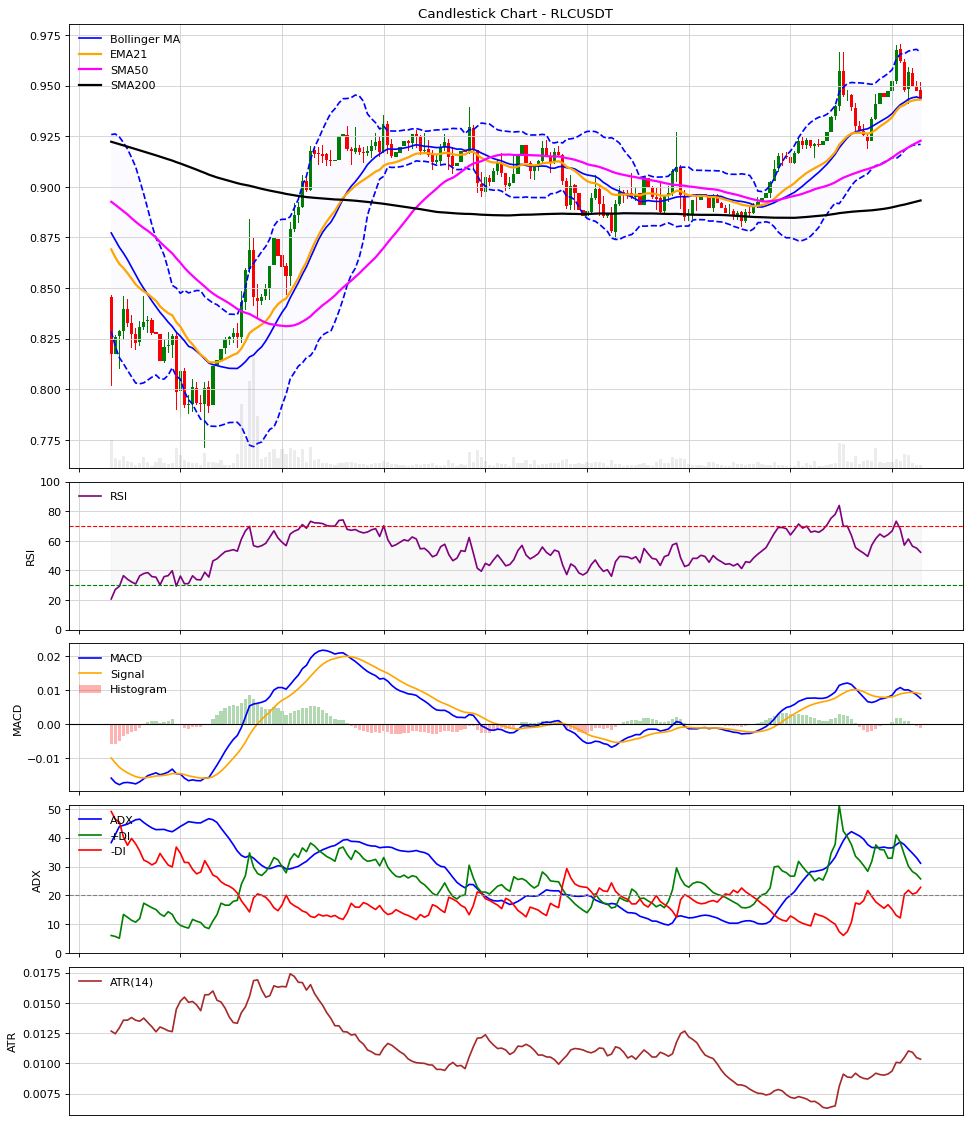 Candlestick Chart - RLCUSDT
0.975
0.950
0.925
0.900
0.875
0.850
0.825
0.800
0.775
Bollinger MA
EMA21
SMA50
SMA200
100
80
60
40
20
0
RSI
RSI
0.02
0.01
0.00
−0.01
MACD
MACD
Signal
Histogram
50
40
30
20
10
0
ADX
ADX
+DI
-DI
0.0175
0.0150
0.0125
0.0100
0.0075
ATR
ATR(14)